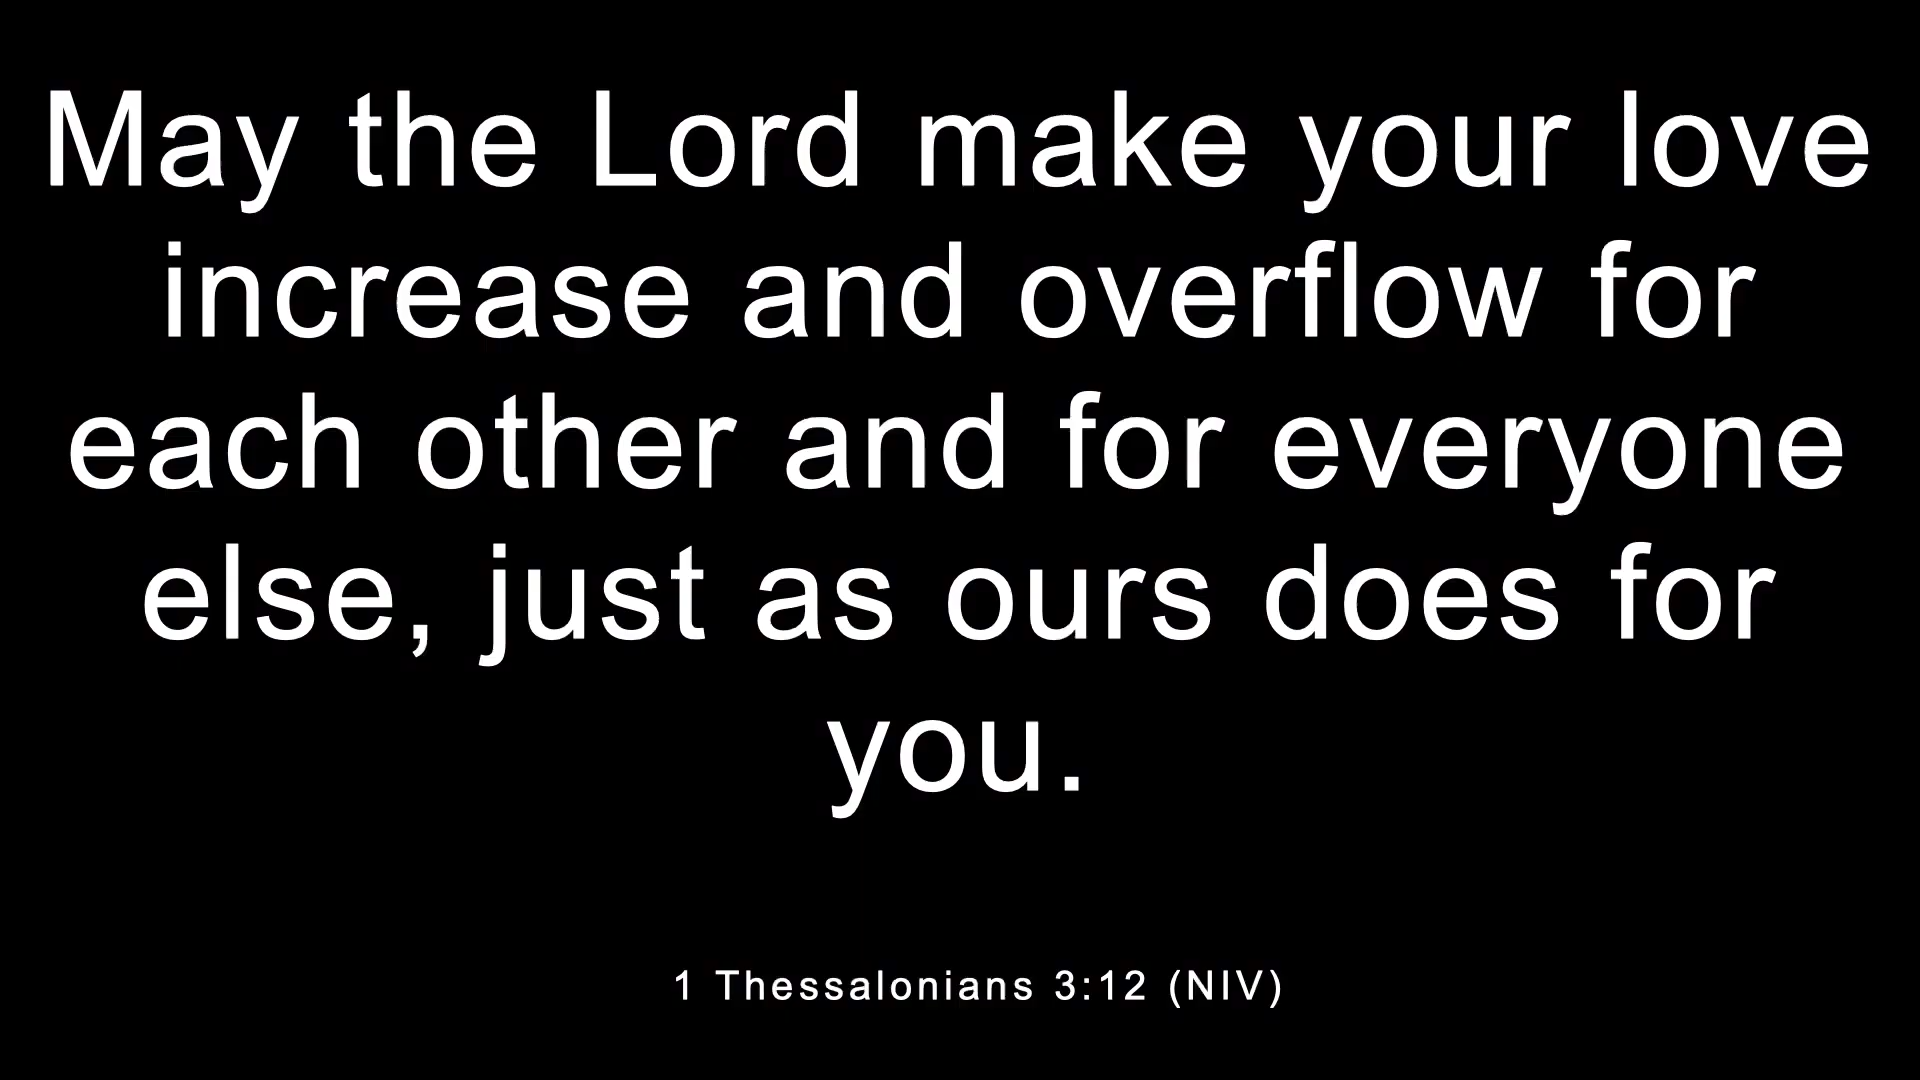 May the Lord make your love
increase and overflow for
each other and for everyone
else, just as ours does for
you.
1 Thessalonians 3:12 (NIV)